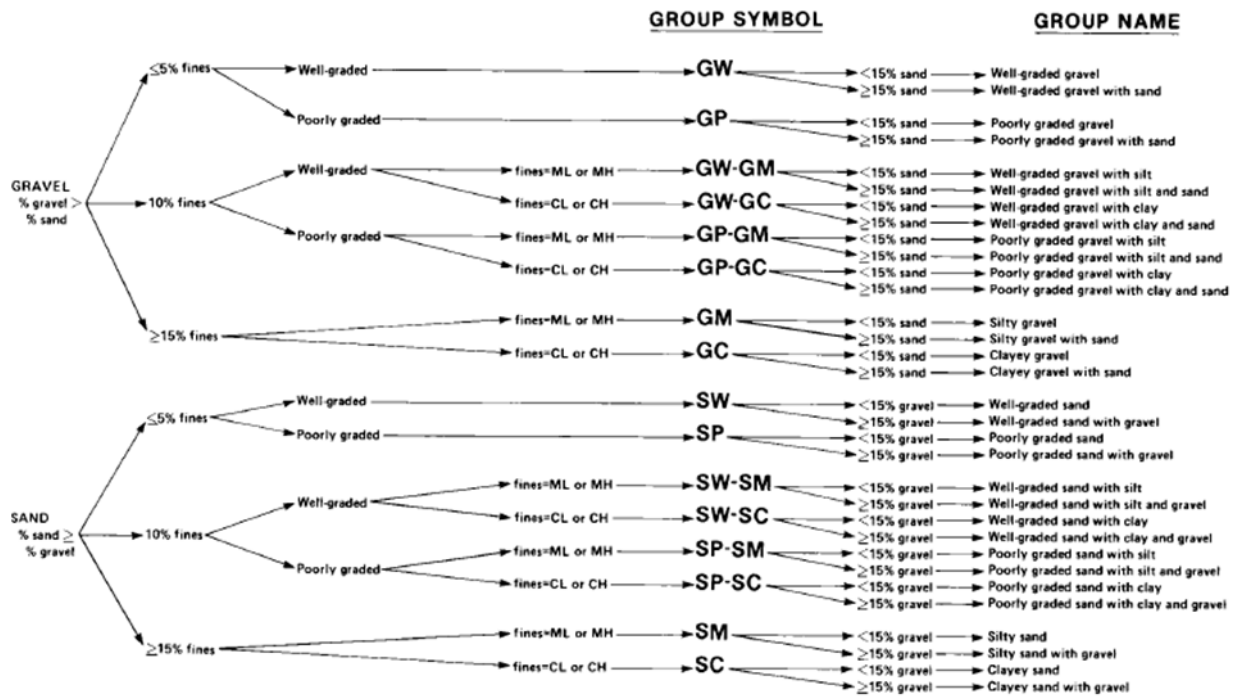 GROUP SYMBOL GROUP NAME
≤5% fines Well-graded GW <15% sand Well-graded gravel
≥15% sand Well-graded gravel with sand
Poorly graded GP <15% sand Poorly graded gravel
≥15% sand Poorly graded gravel with sand
GRAVEL
% gravel >
% sand
10% fines Well-graded fines=ML or MH GW-GM <15% sand Well-graded gravel with silt
≥15% sand Well-graded gravel with silt and sand
fines=CL or CH GW-GC <15% sand Well-graded gravel with clay
≥15% sand Well-graded gravel with clay and sand
Poorly graded fines=ML or MH GP-GM <15% sand Poorly graded gravel with silt
≥15% sand Poorly graded gravel with silt and sand
fines=CL or CH GP-GC <15% sand Poorly graded gravel with clay
≥15% sand Poorly graded gravel with clay and sand
≥15% fines fines=ML or MH GM <15% sand Silty gravel
≥15% sand Silty gravel with sand
fines=CL or CH GC <15% sand Clayey gravel
≥15% sand Clayey gravel with sand
≤5% fines Well-graded SW <15% gravel Well-graded sand
≥15% gravel Well-graded sand with gravel
Poorly graded SP <15% gravel Poorly graded sand
≥15% gravel Poorly graded sand with gravel
SAND
% sand ≥
% gravel
10% fines Well-graded fines=ML or MH SW-SM <15% gravel Well-graded sand with silt
≥15% gravel Well-graded sand with silt and gravel
fines=CL or CH SW-SC <15% gravel Well-graded sand with clay
≥15% gravel Well-graded sand with clay and gravel
Poorly graded fines=ML or MH SP-SM <15% gravel Poorly graded sand with silt
≥15% gravel Poorly graded sand with silt and gravel
fines=CL or CH SP-SC <15% gravel Poorly graded sand with clay
≥15% gravel Poorly graded sand with clay and gravel
≥15% fines fines=ML or MH SM <15% gravel Silty sand
≥15% gravel Silty sand with gravel
fines=CL or CH SC <15% gravel Clayey sand
≥15% gravel Clayey sand with gravel